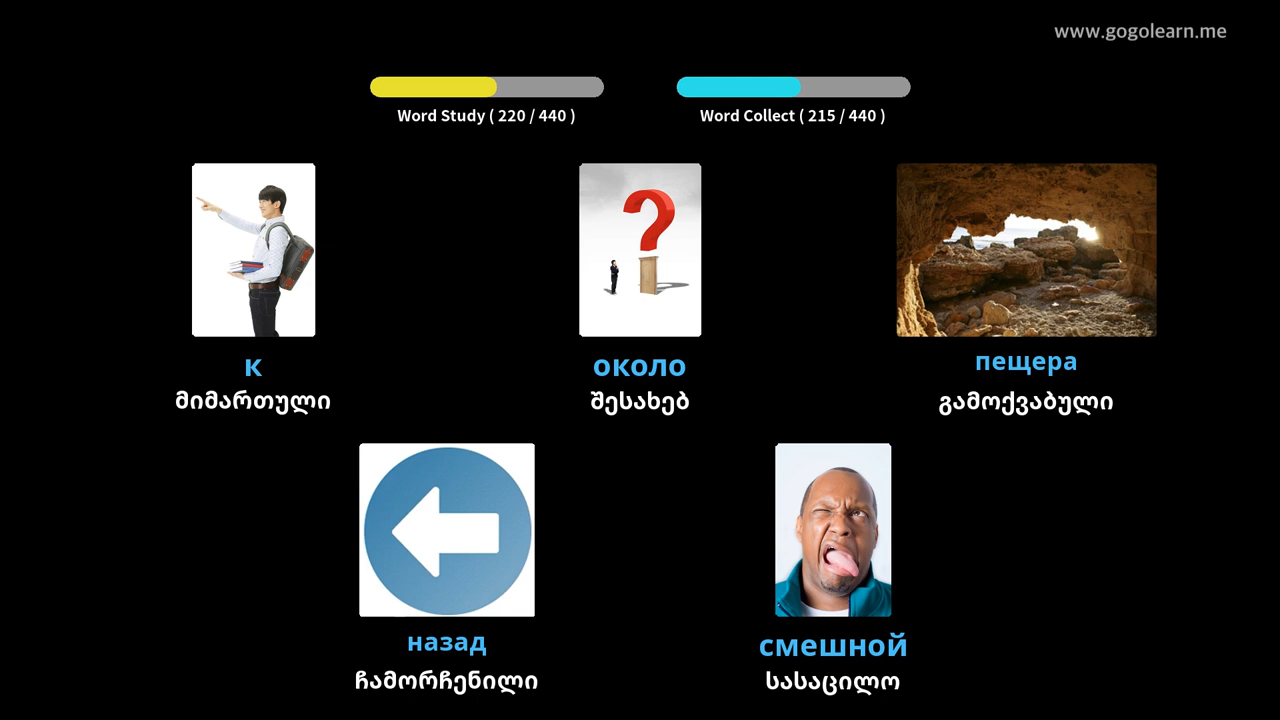 www.gogolearn.me
Word Study ( 220 / 440 )
Word Collect ( 215 / 440 )
к
მიმართული
около
შესახებ
пещера
გამოქვაბული
назад
ჩამორჩენილი
смешной
სასაცილო